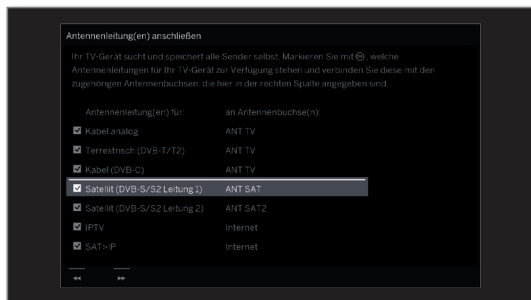 Antennenleitung(en) anschließen
Ihr TV-Gerät sucht und speichert alle Sender selbst. Markieren Sie mit OK, welche
Antennenleitungen für Ihr TV-Gerät zur Verfügung stehen und verbinden Sie diese mit den
zugehörigen Antennenbuchsen, die hier in der rechten Spalte angegeben sind.
Antennenleitung(en) für: an Antennenbuchse(n):
Kabel analog ANT TV
Terrestrisch (DVB-T/T2) ANT TV
Kabel (DVB-C) ANT TV
Satellit (DVB-S/S2 Leitung 1) ANT SAT
Satellit (DVB-S/S2 Leitung 2) ANT SAT2
IPTV Internet
SAT>IP Internet